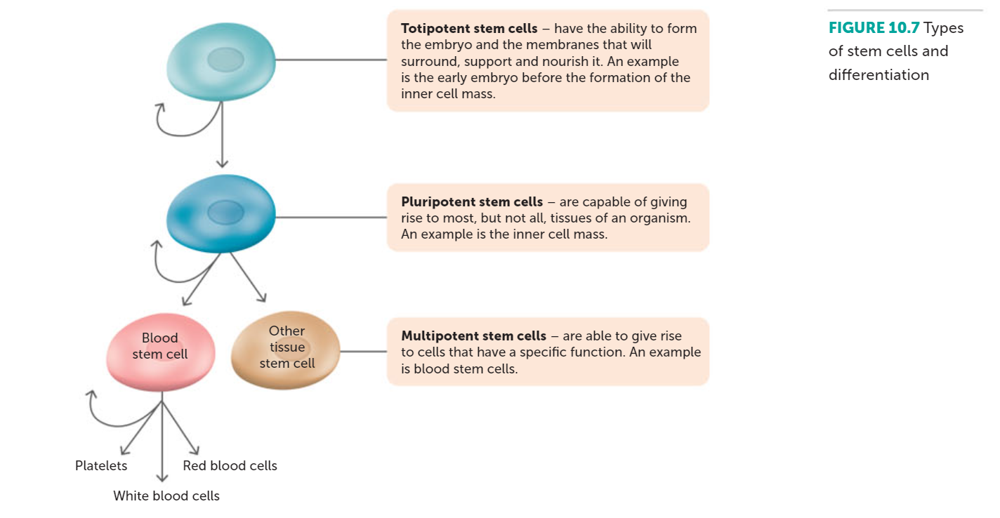 Totipotent stem cells – have the ability to form
the embryo and the membranes that will
surround, support and nourish it. An example
is the early embryo before the formation of the
inner cell mass.
FIGURE 10.7 Types
of stem cells and
differentiation
Pluripotent stem cells – are capable of giving
rise to most, but not all, tissues of an organism.
An example is the inner cell mass.
Blood
stem cell
Other
tissue
stem cell
Multipotent stem cells – are able to give rise
to cells that have a specific function. An example
is blood stem cells.
Platelets
Red blood cells
White blood cells